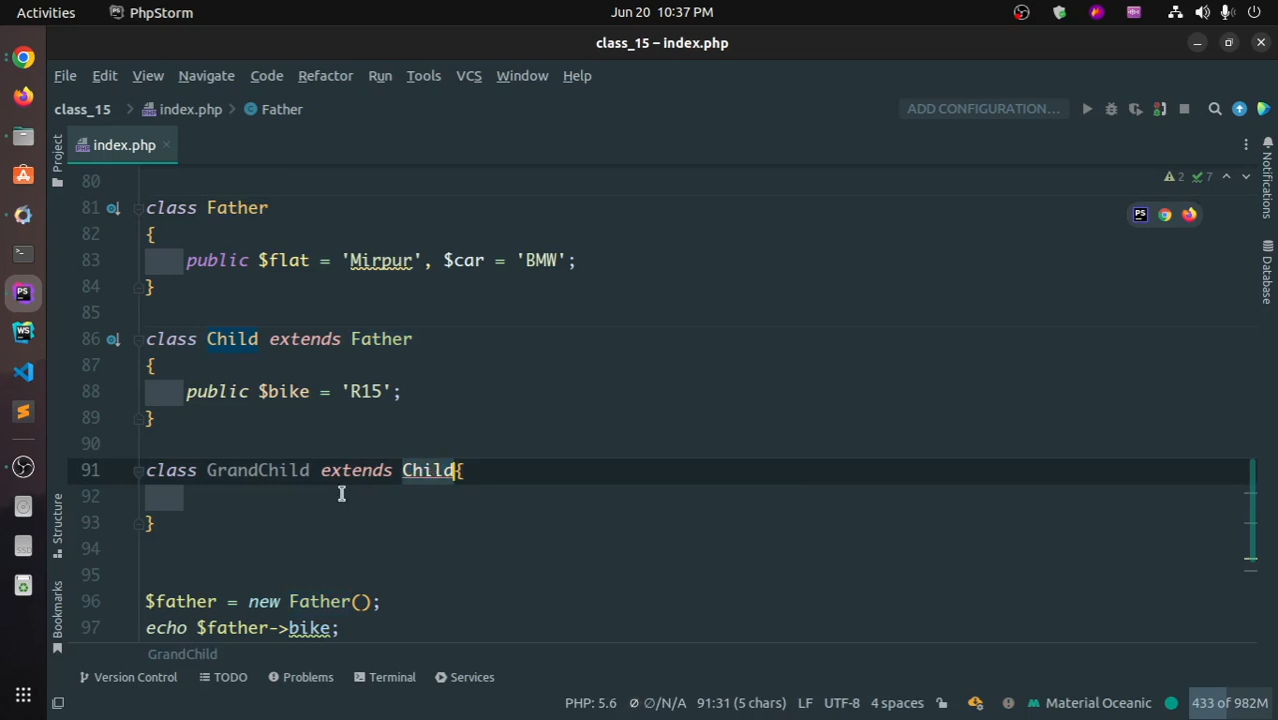 Activities PhpStorm Jun 20 10:37 PM
class_15 – index.php
File Edit View Navigate Code Refactor Run Tools VCS Window Help
class_15 index.php Father ADD CONFIGURATION...
Project index.php Notifications
80 2 7
81 class Father
82 {
83 public $flat = 'Mirpur', $car = 'BMW';
84 }
Database
85
86 class Child extends Father
87 {
88 public $bike = 'R15';
89 }
90
91 class GrandChild extends Child{
92
93 }
Structure
94
95
96 $father = new Father();
97 echo $father->bike;
Bookmarks
GrandChild
Version Control TODO Problems Terminal Services
PHP: 5.6 ∅/N/A 91:31 (5 chars) LF UTF-8 4 spaces Material Oceanic 433 of 982M